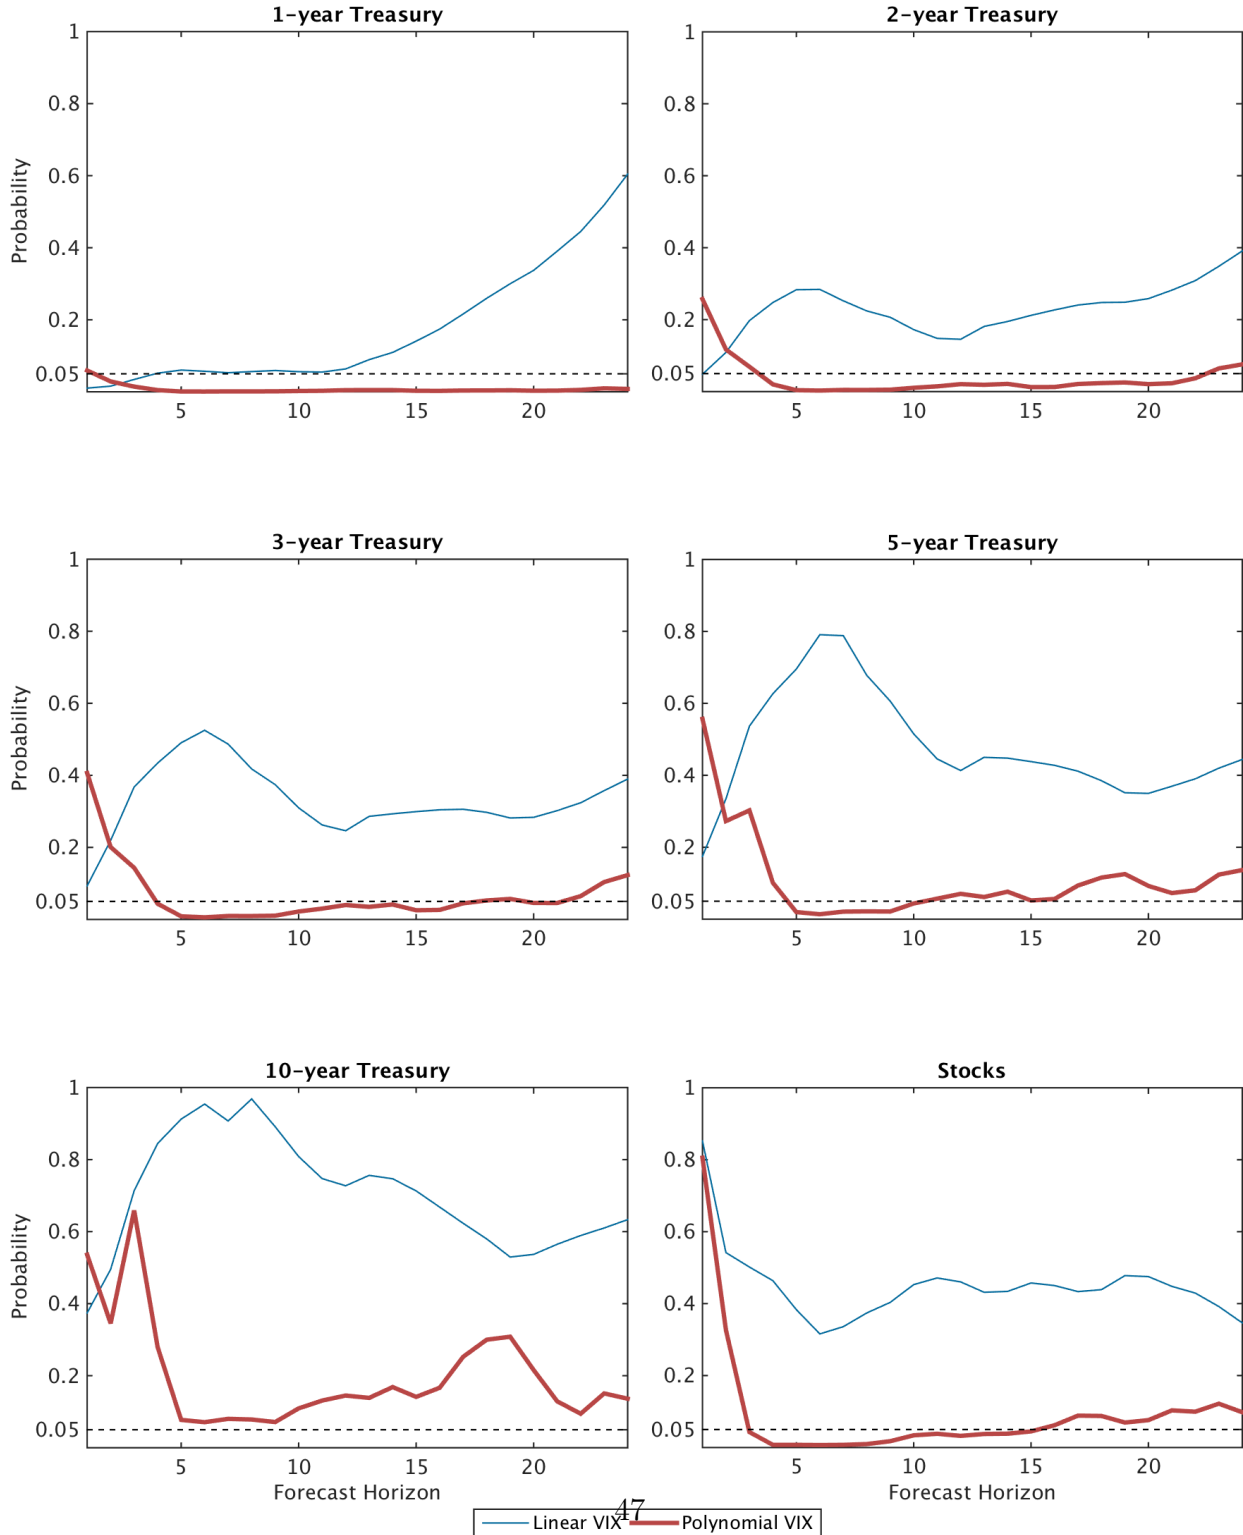 1-year Treasury
1
0.8
0.6
0.4
0.2
0.05
Probability
5 10 15 20
2-year Treasury
1
0.8
0.6
0.4
0.2
0.05
5 10 15 20
3-year Treasury
1
0.8
0.6
0.4
0.2
0.05
Probability
5 10 15 20
5-year Treasury
1
0.8
0.6
0.4
0.2
0.05
5 10 15 20
10-year Treasury
1
0.8
0.6
0.4
0.2
0.05
Probability
5 10 15 20
Forecast Horizon
Stocks
1
0.8
0.6
0.4
0.2
0.05
5 10 15 20
Forecast Horizon
47
Linear VIX Polynomial VIX